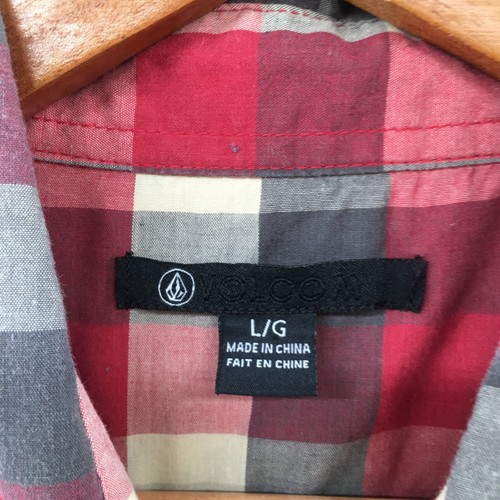 VOLCOM
L/G
MADE IN CHINA
FAIT EN CHINE